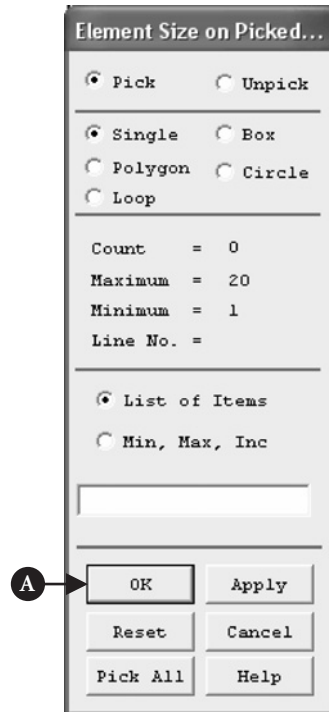 Element Size on Picked...
Pick Unpick
Single Box
Polygon Circle
Loop
Count = 0
Maximum = 20
Minimum = 1
Line No. =
List of Items
Min, Max, Inc
A
OK Apply
Reset Cancel
Pick All Help